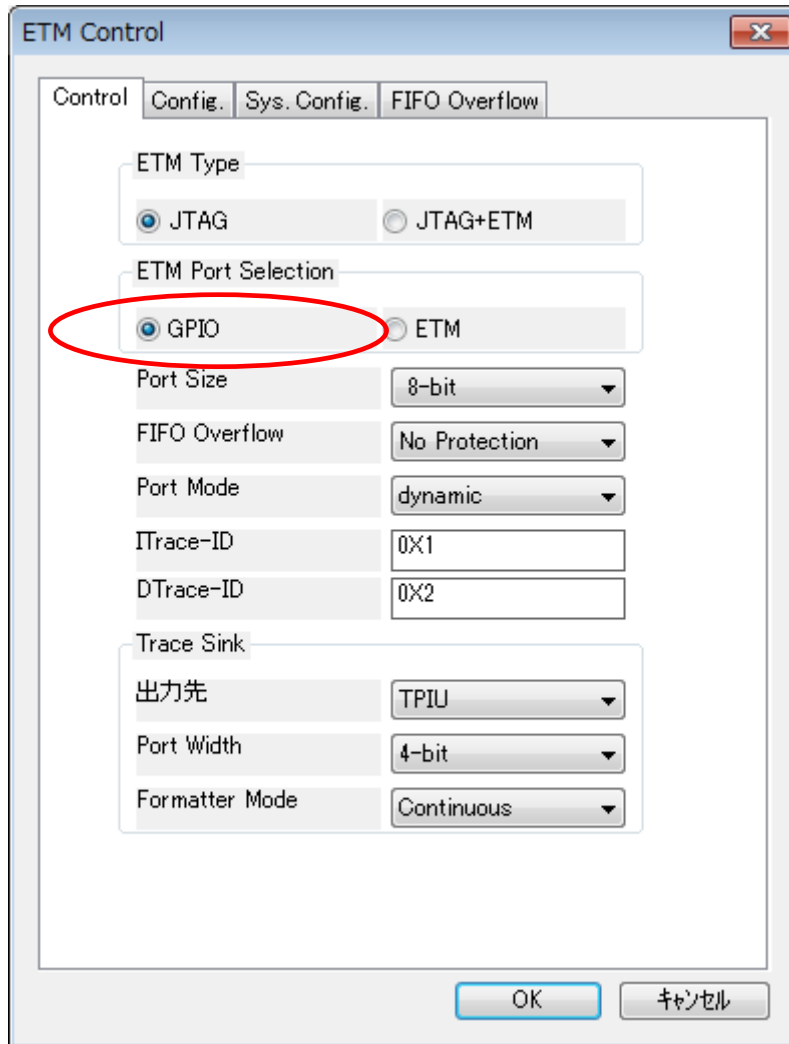 ETM Control
Control Config. Sys. Config. FIFO Overflow
ETM Type
JTAG JTAG+ETM
ETM Port Selection
GPIO ETM
Port Size 8-bit
FIFO Overflow No Protection
Port Mode dynamic
ITrace-ID 0X1
DTrace-ID 0X2
Trace Sink
出力先 TPIU
Port Width 4-bit
Formatter Mode Continuous
OK キャンセル